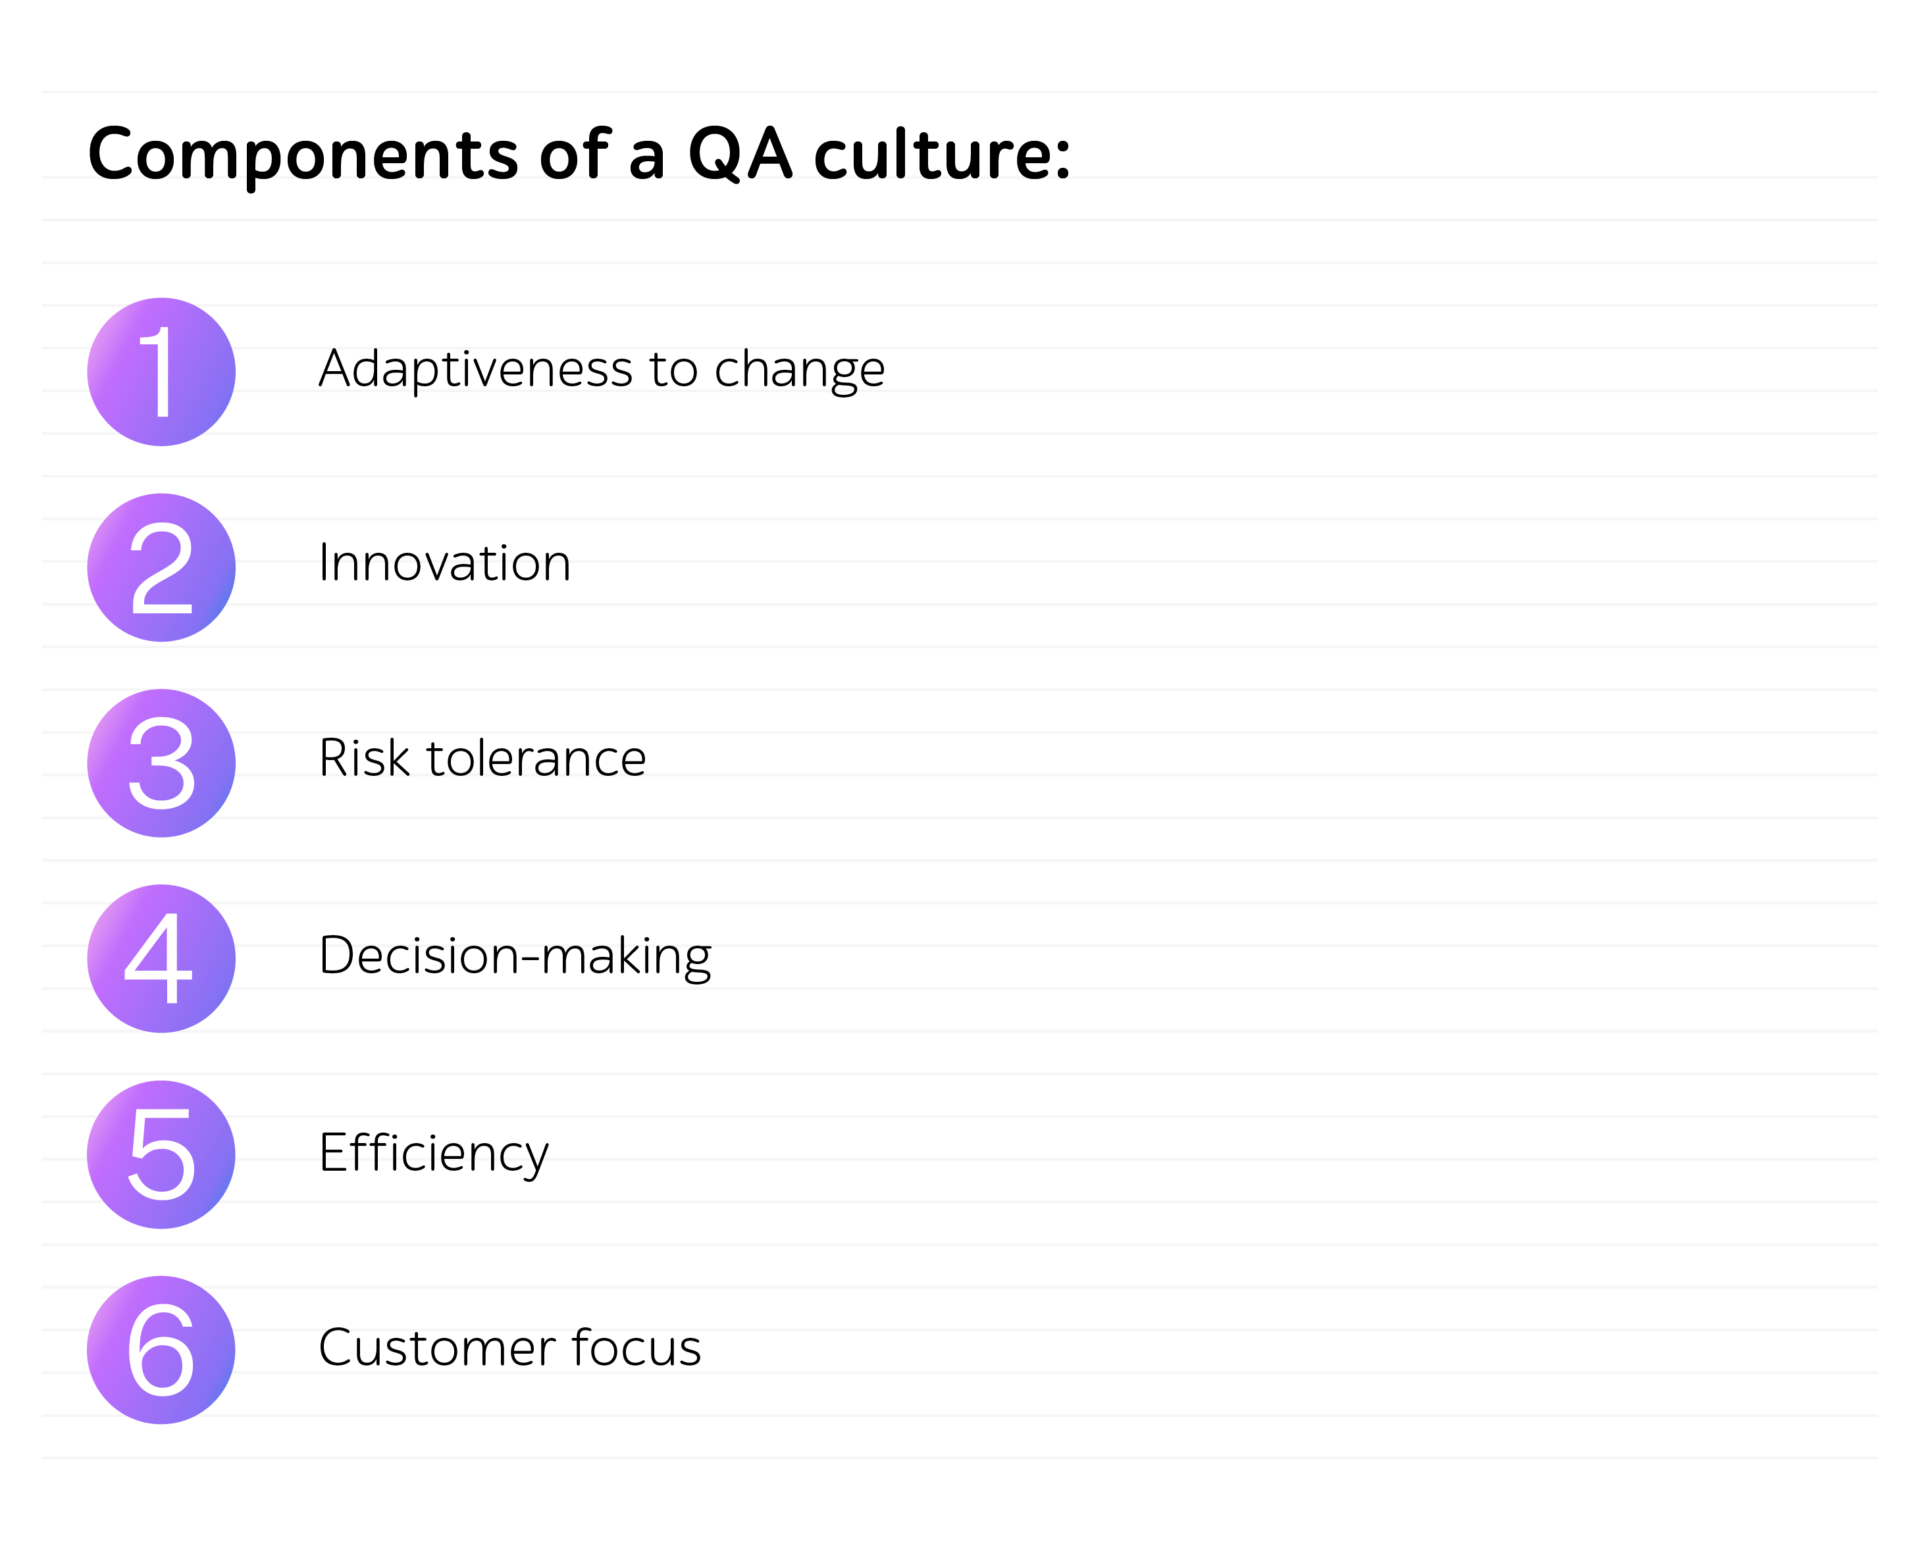 Components of a QA culture:
1 Adaptiveness to change
2 Innovation
3 Risk tolerance
4 Decision-making
5 Efficiency
6 Customer focus